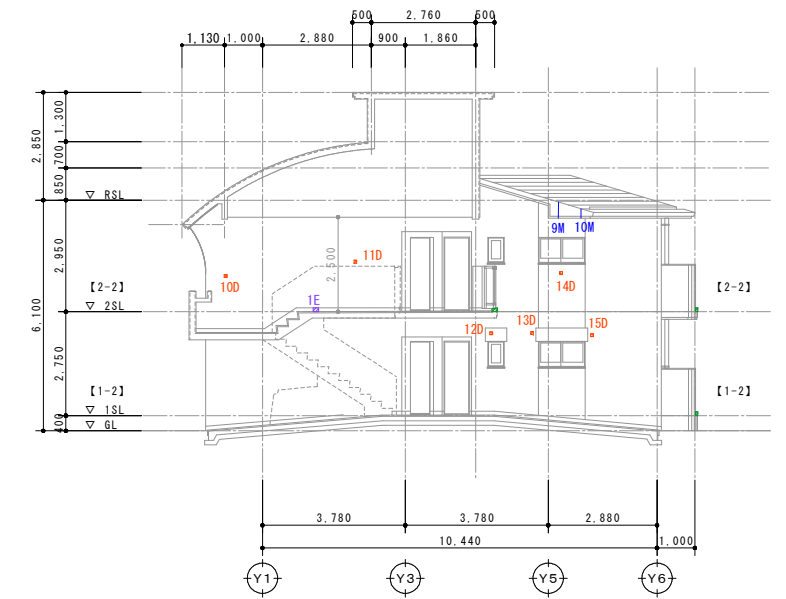 500 2,760 500
1,130 1,000 2,880 900 1,860
1,300
2,850
700
850
▽ RSL
9M 10M
2,950
2,500
11D
10D
14D
【2-2】 【2-2】
1E
▽ 2SL
6,100
12D 13D 15D
2,750
【1-2】 【1-2】
▽ 1SL
400
▽ GL
3,780 3,780 2,880
10,440 1,000
Y1 Y3 Y5 Y6